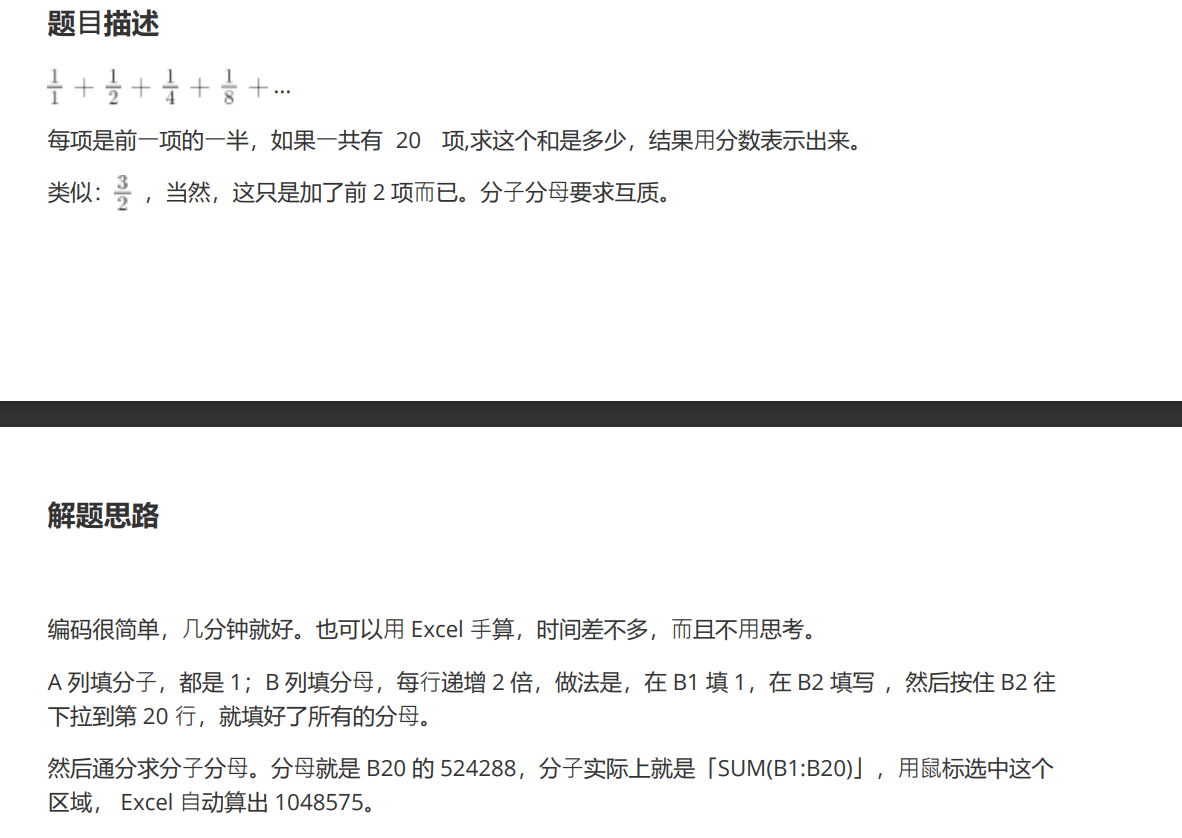 题目描述
1/1 + 1/2 + 1/4 + 1/8 + ...
每项是前一项的一半，如果一共有 20 项,求这个和是多少，结果用分数表示出来。
类似：3/2 ，当然，这只是加了前 2 项而已。分子分母要求互质。
解题思路
编码很简单，几分钟就好。也可以用 Excel 手算，时间差不多，而且不用思考。
A 列填分子，都是 1；B 列填分母，每行递增 2 倍，做法是，在 B1 填 1，在 B2 填写 ，然后按住 B2 往
下拉到第 20 行，就填好了所有的分母。
然后通分求分子分母。分母就是 B20 的 524288，分子实际上就是「SUM(B1:B20)」，用鼠标选中这个
区域， Excel 自动算出 1048575。